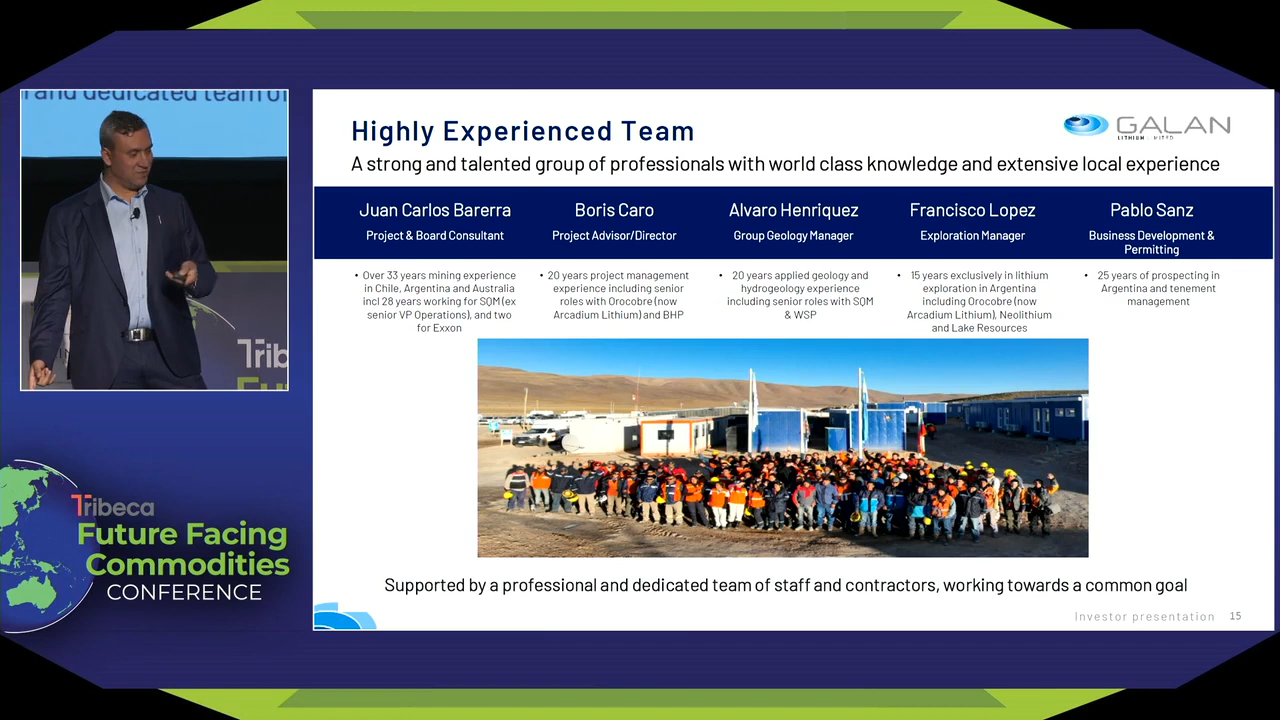 and dedicated team of
Trib
Fu
Tribeca
Future Facing
Commodities
CONFERENCE
Highly Experienced Team
GALAN
LITHIUM LIMITED
A strong and talented group of professionals with world class knowledge and extensive local experience
Juan Carlos Barerra
Project & Board Consultant
• Over 33 years mining experience
in Chile, Argentina and Australia
incl 28 years working for SQM (ex
senior VP Operations), and two
for Exxon
Boris Caro
Project Advisor/Director
• 20 years project management
experience including senior
roles with Orocobre (now
Arcadium Lithium) and BHP
Alvaro Henriquez
Group Geology Manager
• 20 years applied geology and
hydrogeology experience
including senior roles with SQM
& WSP
Francisco Lopez
Exploration Manager
• 15 years exclusively in lithium
exploration in Argentina
including Orocobre (now
Arcadium Lithium), Neolithium
and Lake Resources
Pablo Sanz
Business Development &
Permitting
• 25 years of prospecting in
Argentina and tenement
management
Supported by a professional and dedicated team of staff and contractors, working towards a common goal
Investor presentation 15